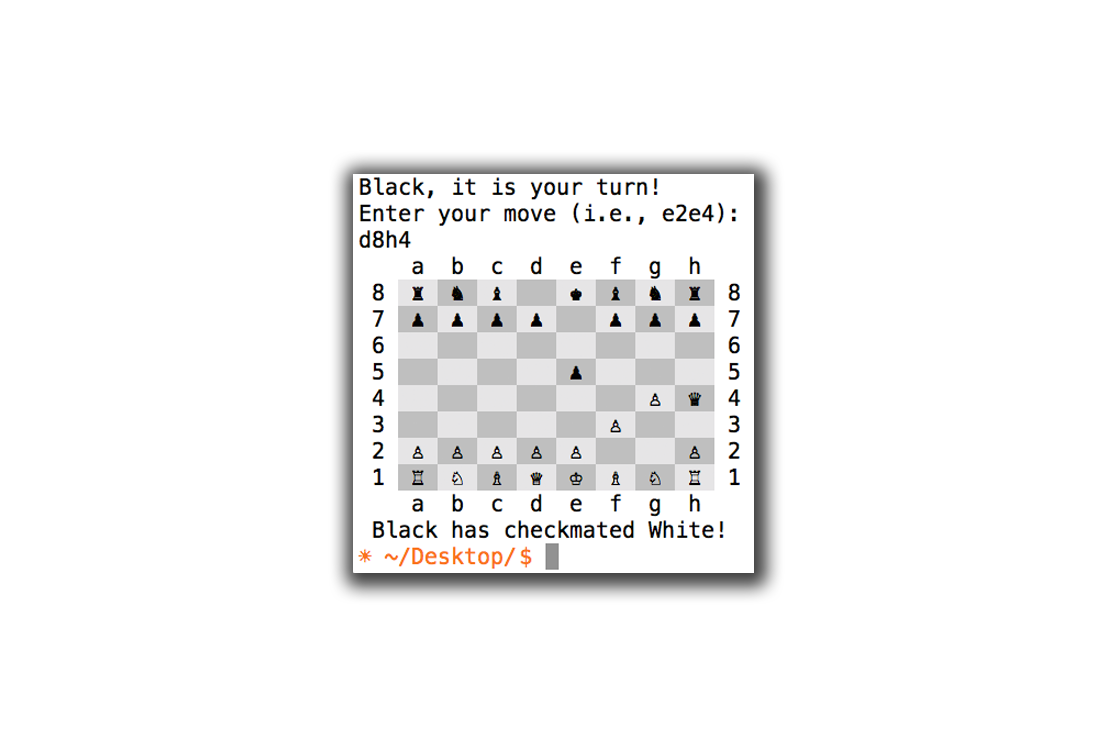 Black, it is your turn!
Enter your move (i.e., e2e4):
d8h4
a b c d e f g h
8 ♜ ♞ ♝ ♚ ♝ ♞ ♜ 8
7 ♟ ♟ ♟ ♟ ♟ ♟ ♟ 7
6 6
5 ♟ 5
4 ♙ ♛ 4
3 ♙ 3
2 ♙ ♙ ♙ ♙ ♙ ♙ 2
1 ♖ ♘ ♗ ♕ ♔ ♗ ♘ ♖ 1
a b c d e f g h
Black has checkmated White!
☀ ~/Desktop/$